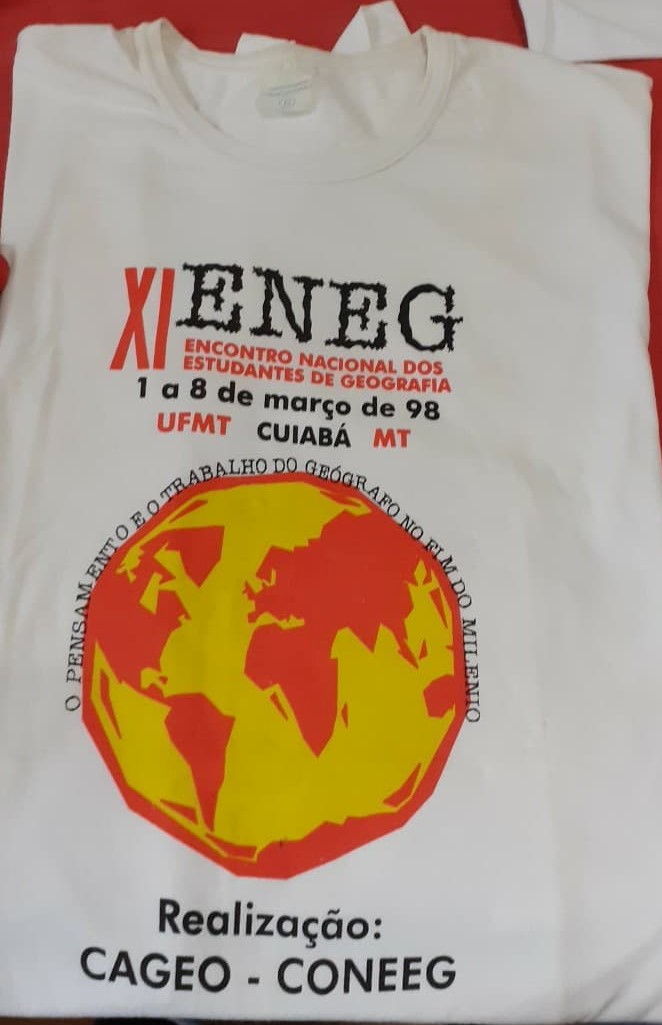 XI ENEG
ENCONTRO NACIONAL DOS
ESTUDANTES DE GEOGRAFIA
1 a 8 de março de 98
UFMT CUIABÁ MT
O PENSAMENTO E O TRABALHO DO GEÓGRAFO NO FIM DO MILENIO
Realização:
CAGEO - CONEEG